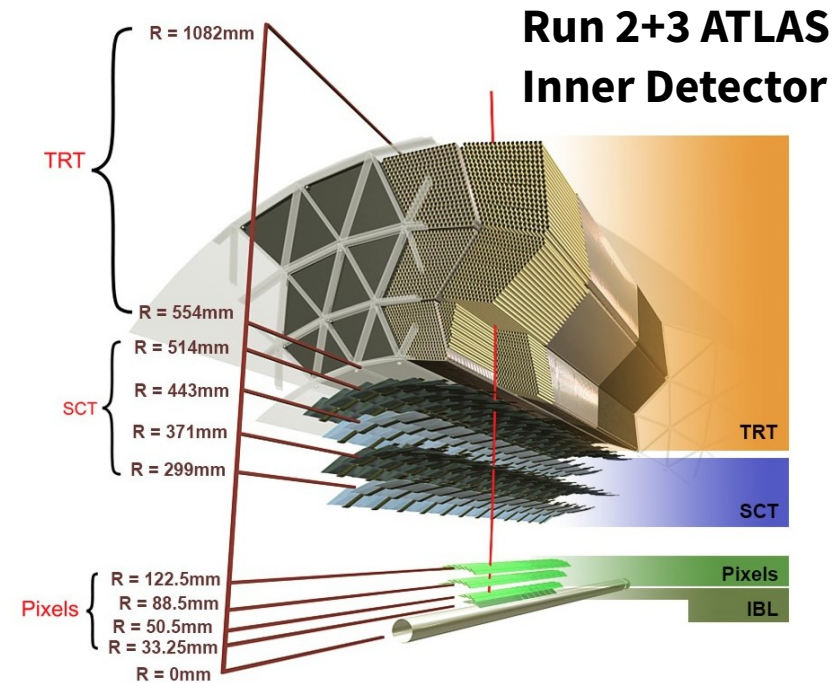 Run 2+3 ATLAS
Inner Detector
R = 1082mm
TRT
R = 554mm
R = 514mm
R = 443mm
SCT
R = 371mm
R = 299mm
R = 122.5mm
R = 88.5mm
Pixels
R = 50.5mm
R = 33.25mm
R = 0mm
TRT
SCT
Pixels
IBL